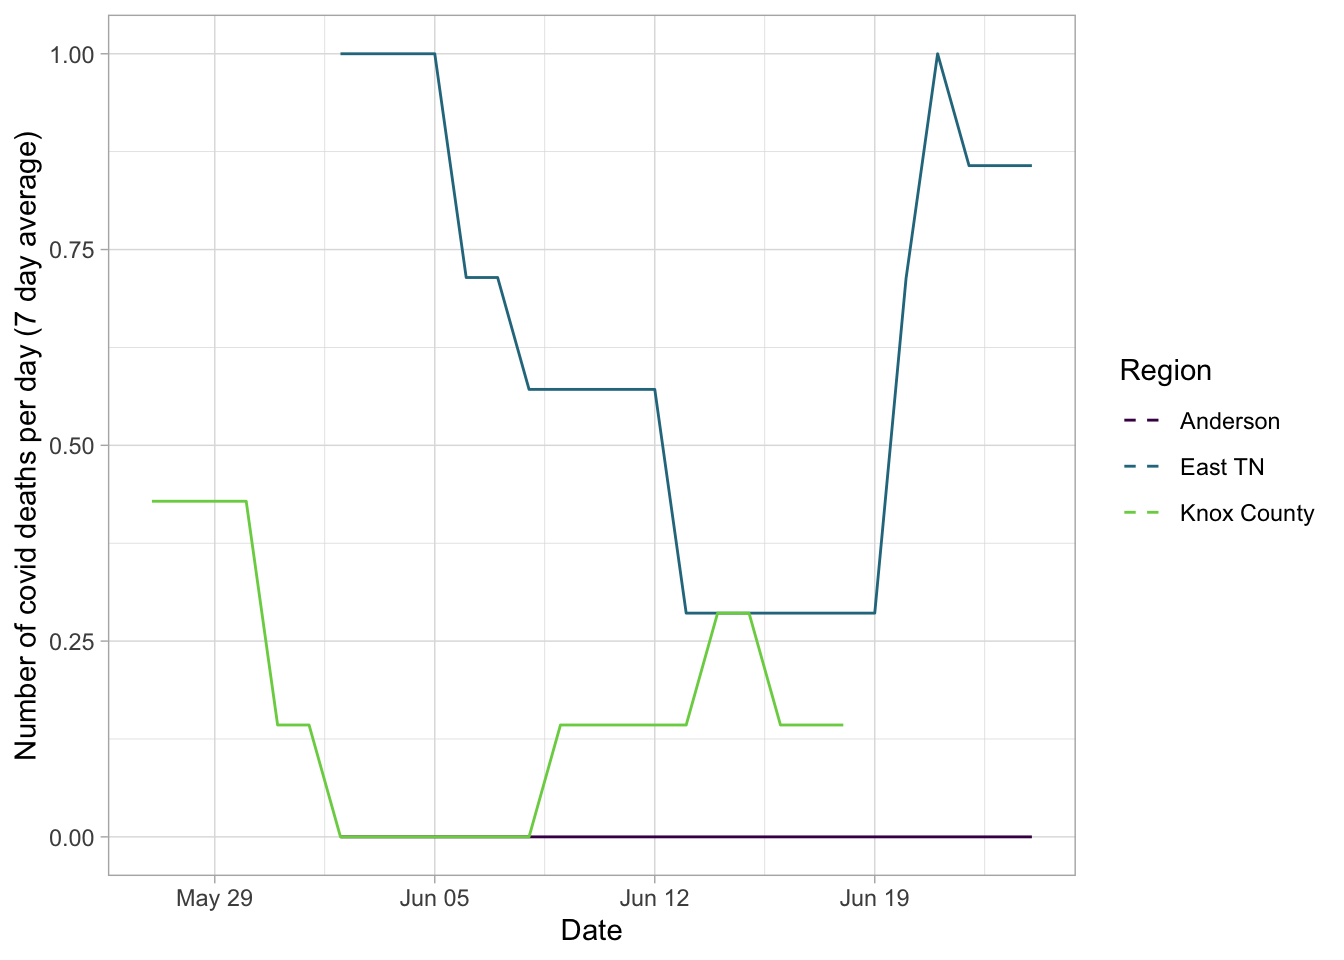 Number of covid deaths per day (7 day average)
1.00
0.75
0.50
0.25
0.00
May 29 Jun 05 Jun 12 Jun 19
Date
Region
Anderson
East TN
Knox County